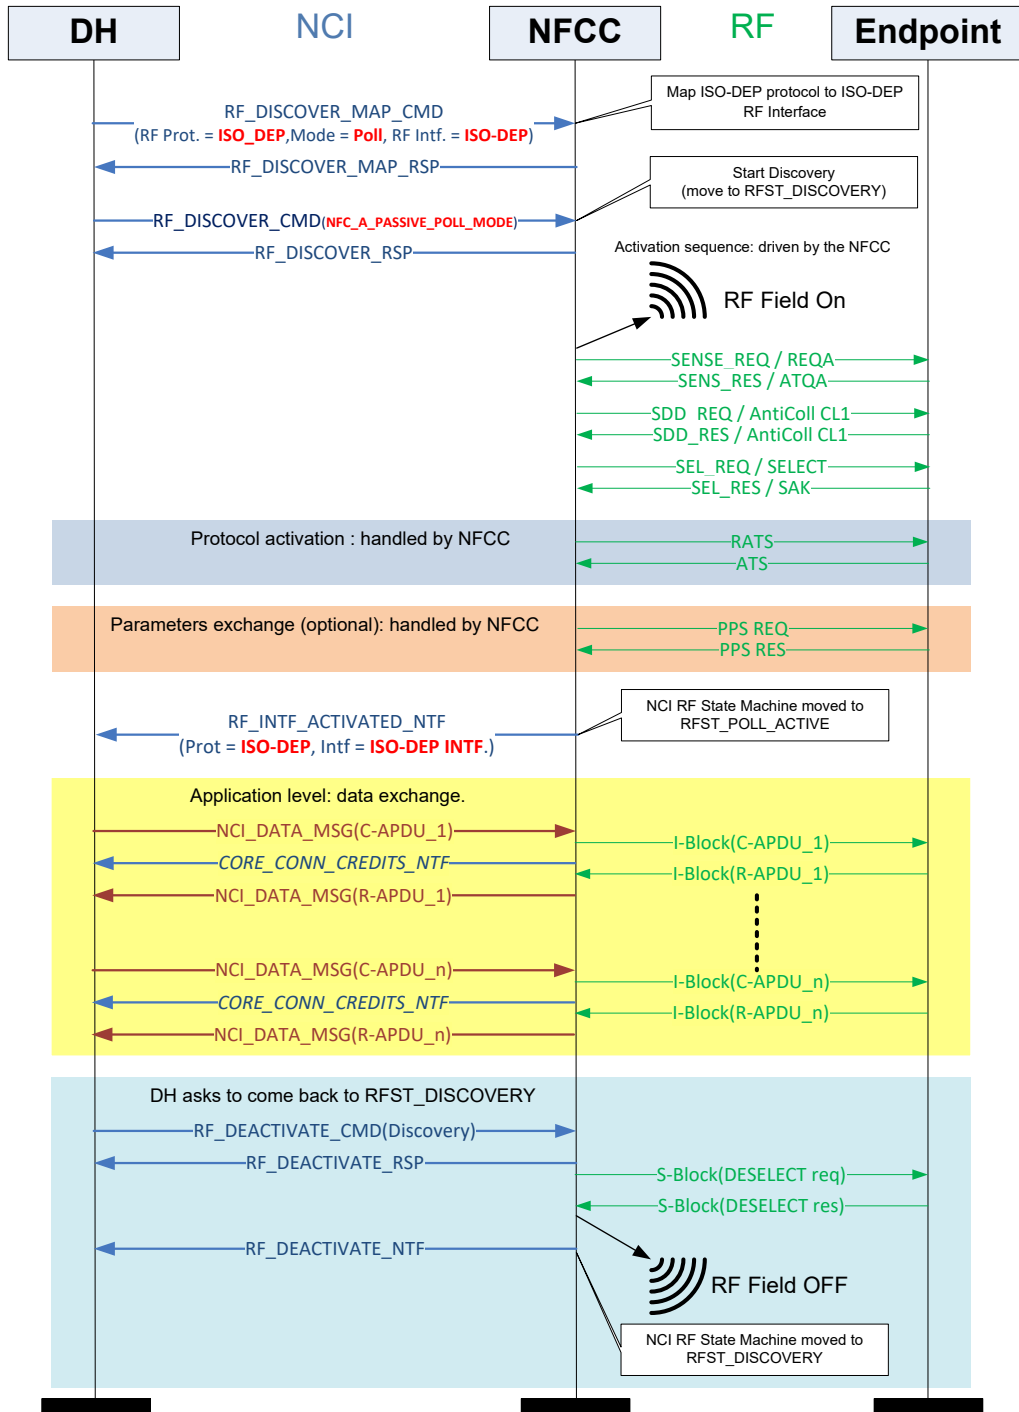 DH
NCI
NFCC
RF
Endpoint
RF_DISCOVER_MAP_CMD
(RF Prot. = ISO_DEP,Mode = Poll, RF Intf. = ISO-DEP)
Map ISO-DEP protocol to ISO-DEP
RF Interface
RF_DISCOVER_MAP_RSP
Start Discovery
(move to RFST_DISCOVERY)
RF_DISCOVER_CMD(NFC_A_PASSIVE_POLL_MODE)
RF_DISCOVER_RSP
Activation sequence: driven by the NFCC
RF Field On
SENSE_REQ / REQA
SENS_RES / ATQA
SDD_REQ / AntiColl CL1
SDD_RES / AntiColl CL1
SEL_REQ / SELECT
SEL_RES / SAK
Protocol activation : handled by NFCC
RATS
ATS
Parameters exchange (optional): handled by NFCC
PPS REQ
PPS RES
RF_INTF_ACTIVATED_NTF
(Prot = ISO-DEP, Intf = ISO-DEP INTF.)
NCI RF State Machine moved to
RFST_POLL_ACTIVE
Application level: data exchange.
NCI_DATA_MSG(C-APDU_1)
I-Block(C-APDU_1)
CORE_CONN_CREDITS_NTF
I-Block(R-APDU_1)
NCI_DATA_MSG(R-APDU_1)
NCI_DATA_MSG(C-APDU_n)
I-Block(C-APDU_n)
CORE_CONN_CREDITS_NTF
I-Block(R-APDU_n)
NCI_DATA_MSG(R-APDU_n)
DH asks to come back to RFST_DISCOVERY
RF_DEACTIVATE_CMD(Discovery)
RF_DEACTIVATE_RSP
S-Block(DESELECT req)
S-Block(DESELECT res)
RF_DEACTIVATE_NTF
RF Field OFF
NCI RF State Machine moved to
RFST_DISCOVERY